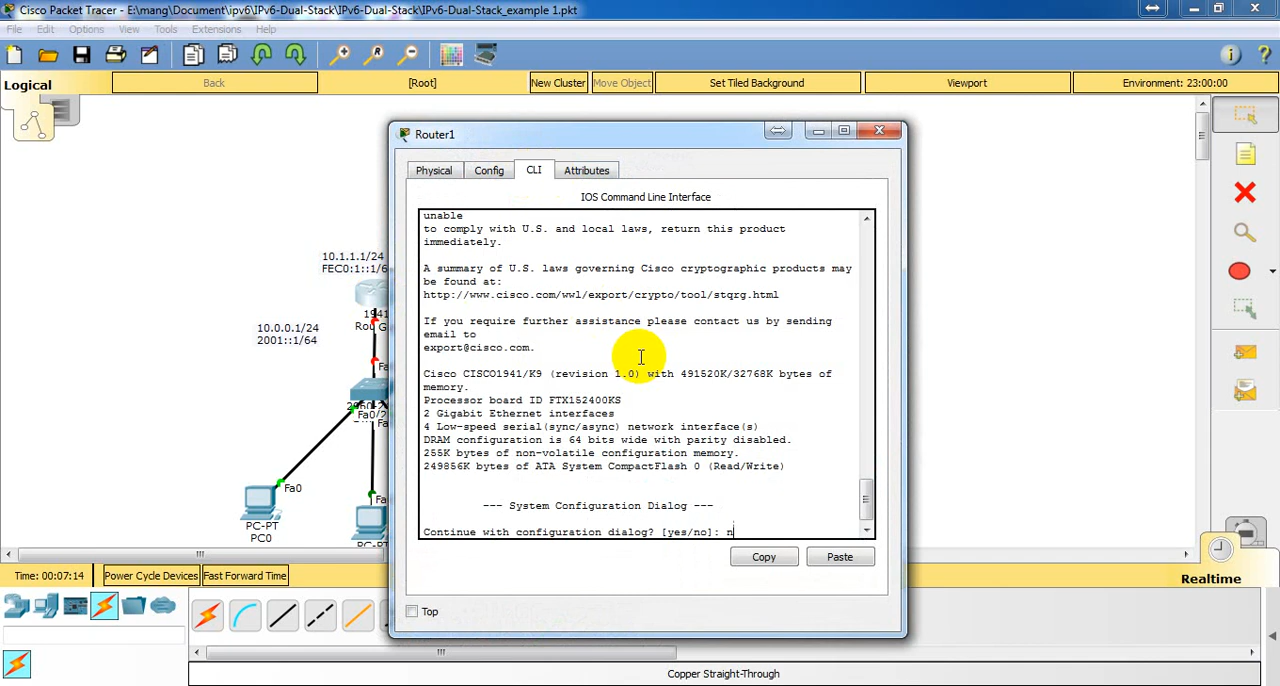 Cisco Packet Tracer - E:\mang\Document\ipv6\IPv6-Dual-Stack\IPv6-Dual-Stack\IPv6-Dual-Stack_example 1.pkt
File Edit Options View Tools Extensions Help
Logical Back [Root] New Cluster Move Object Set Tiled Background Viewport Environment: 23:00:00
Router1
Physical Config CLI Attributes
IOS Command Line Interface
unable
to comply with U.S. and local laws, return this product
immediately.
A summary of U.S. laws governing Cisco cryptographic products may
be found at:
http://www.cisco.com/wwl/export/crypto/tool/stqrg.html
If you require further assistance please contact us by sending
email to
export@cisco.com.
Cisco CISCO1941/K9 (revision 1.0) with 491520K/32768K bytes of
memory.
Processor board ID FTX152400KS
2 Gigabit Ethernet interfaces
4 Low-speed serial(sync/async) network interface(s)
DRAM configuration is 64 bits wide with parity disabled.
255K bytes of non-volatile configuration memory.
249856K bytes of ATA System CompactFlash 0 (Read/Write)
--- System Configuration Dialog ---
Continue with configuration dialog? [yes/no]: n
Copy Paste
Top
10.1.1.1/24
FEC0:1::1/6
194
Rou G
10.0.0.1/24
2001::1/64
Fa
Fa0/2
Fa
Fa0
PC-PT
PC0
Fa
PC-PT
Time: 00:07:14 Power Cycle Devices Fast Forward Time
Realtime
Copper Straight-Through